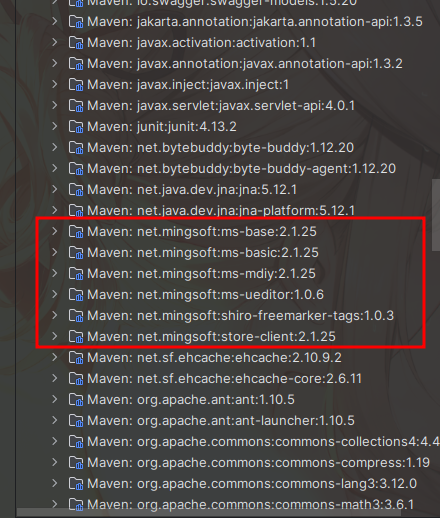 Maven: io.swagger:swagger-models:1.5.20
Maven: jakarta.annotation:jakarta.annotation-api:1.3.5
Maven: javax.activation:activation:1.1
Maven: javax.annotation:javax.annotation-api:1.3.2
Maven: javax.inject:javax.inject:1
Maven: javax.servlet:javax.servlet-api:4.0.1
Maven: junit:junit:4.13.2
Maven: net.bytebuddy:byte-buddy:1.12.20
Maven: net.bytebuddy:byte-buddy-agent:1.12.20
Maven: net.java.dev.jna:jna:5.12.1
Maven: net.java.dev.jna:jna-platform:5.12.1
Maven: net.mingsoft:ms-base:2.1.25
Maven: net.mingsoft:ms-basic:2.1.25
Maven: net.mingsoft:ms-mdiy:2.1.25
Maven: net.mingsoft:ms-ueditor:1.0.6
Maven: net.mingsoft:shiro-freemarker-tags:1.0.3
Maven: net.mingsoft:store-client:2.1.25
Maven: net.sf.ehcache:ehcache:2.10.9.2
Maven: net.sf.ehcache:ehcache-core:2.6.11
Maven: org.apache.ant:ant:1.10.5
Maven: org.apache.ant:ant-launcher:1.10.5
Maven: org.apache.commons:commons-collections4:4.4
Maven: org.apache.commons:commons-compress:1.19
Maven: org.apache.commons:commons-lang3:3.12.0
Maven: org.apache.commons:commons-math3:3.6.1